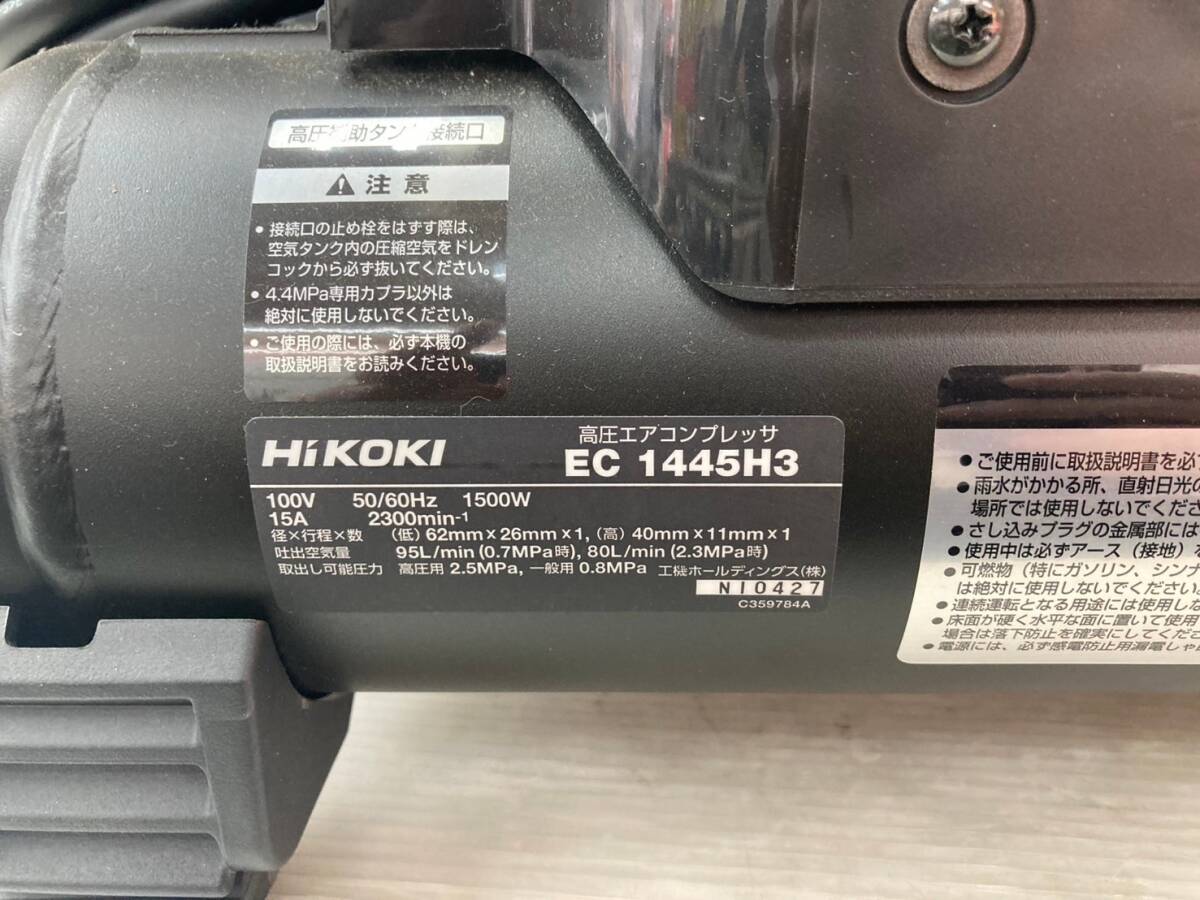 高圧補助タンク接続口
注意
• 接続口の止め栓をはずす際は、
空気タンク内の圧縮空気をドレン
コックから必ず抜いてください。
• 4.4MPa専用カプラ以外は
絶対に使用しないでください。
• ご使用の際には、必ず本機の
取扱説明書をお読みください。
HiKOKI
高圧エアコンプレッサ
EC 1445H3
100V 50/60Hz 1500W
15A 2300min-1
径×行程×数 (低) 62mm×26mm×1, (高) 40mm×11mm×1
吐出空気量 95L/min (0.7MPa時), 80L/min (2.3MPa時)
取出し可能圧力 高圧用 2.5MPa, 一般用 0.8MPa 工機ホールディングス(株)
N10427
C359784A
• ご使用前に取扱説明書を必
• 雨水がかかる所、直射日光の
場所では使用しないでくださ
• さし込みプラグの金属部には
• 使用中は必ずアース (接地)
• 可燃物 (特にガソリン、シンナ
は絶対に使用しないでください。
• 連続運転となる用途には使用しな
• 床面が硬く水平な面に置いて使用
場合は落下防止を確実にしてくだ
• 電源には、必ず感電防止用漏電しゃ